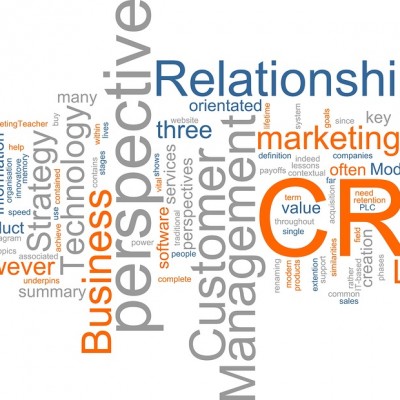 perspective
Relationshi
many
orientated
website
three
lifetime
system
goals
since
key
marketing
ketingTeacher
buy
within
lives
help
information
organisation
innovative
memory
Strategy
Technology
contains
stages
shows
vital
services
perspectives
Customer
Management
definition
indeed
lessons
contextual
companies
payoffs
often
Mod
far
speed
use
contained
achieve
Business
power
software
traditional
people
term
value
single
acquisition
need
retention
PLC
throughout
CR
duct
agram
topics
associated
wever
underpins
summary
complete
renaming
modern
products
extention
support
similarities
rather
IT-based
field
creation
phases
common
sales
L